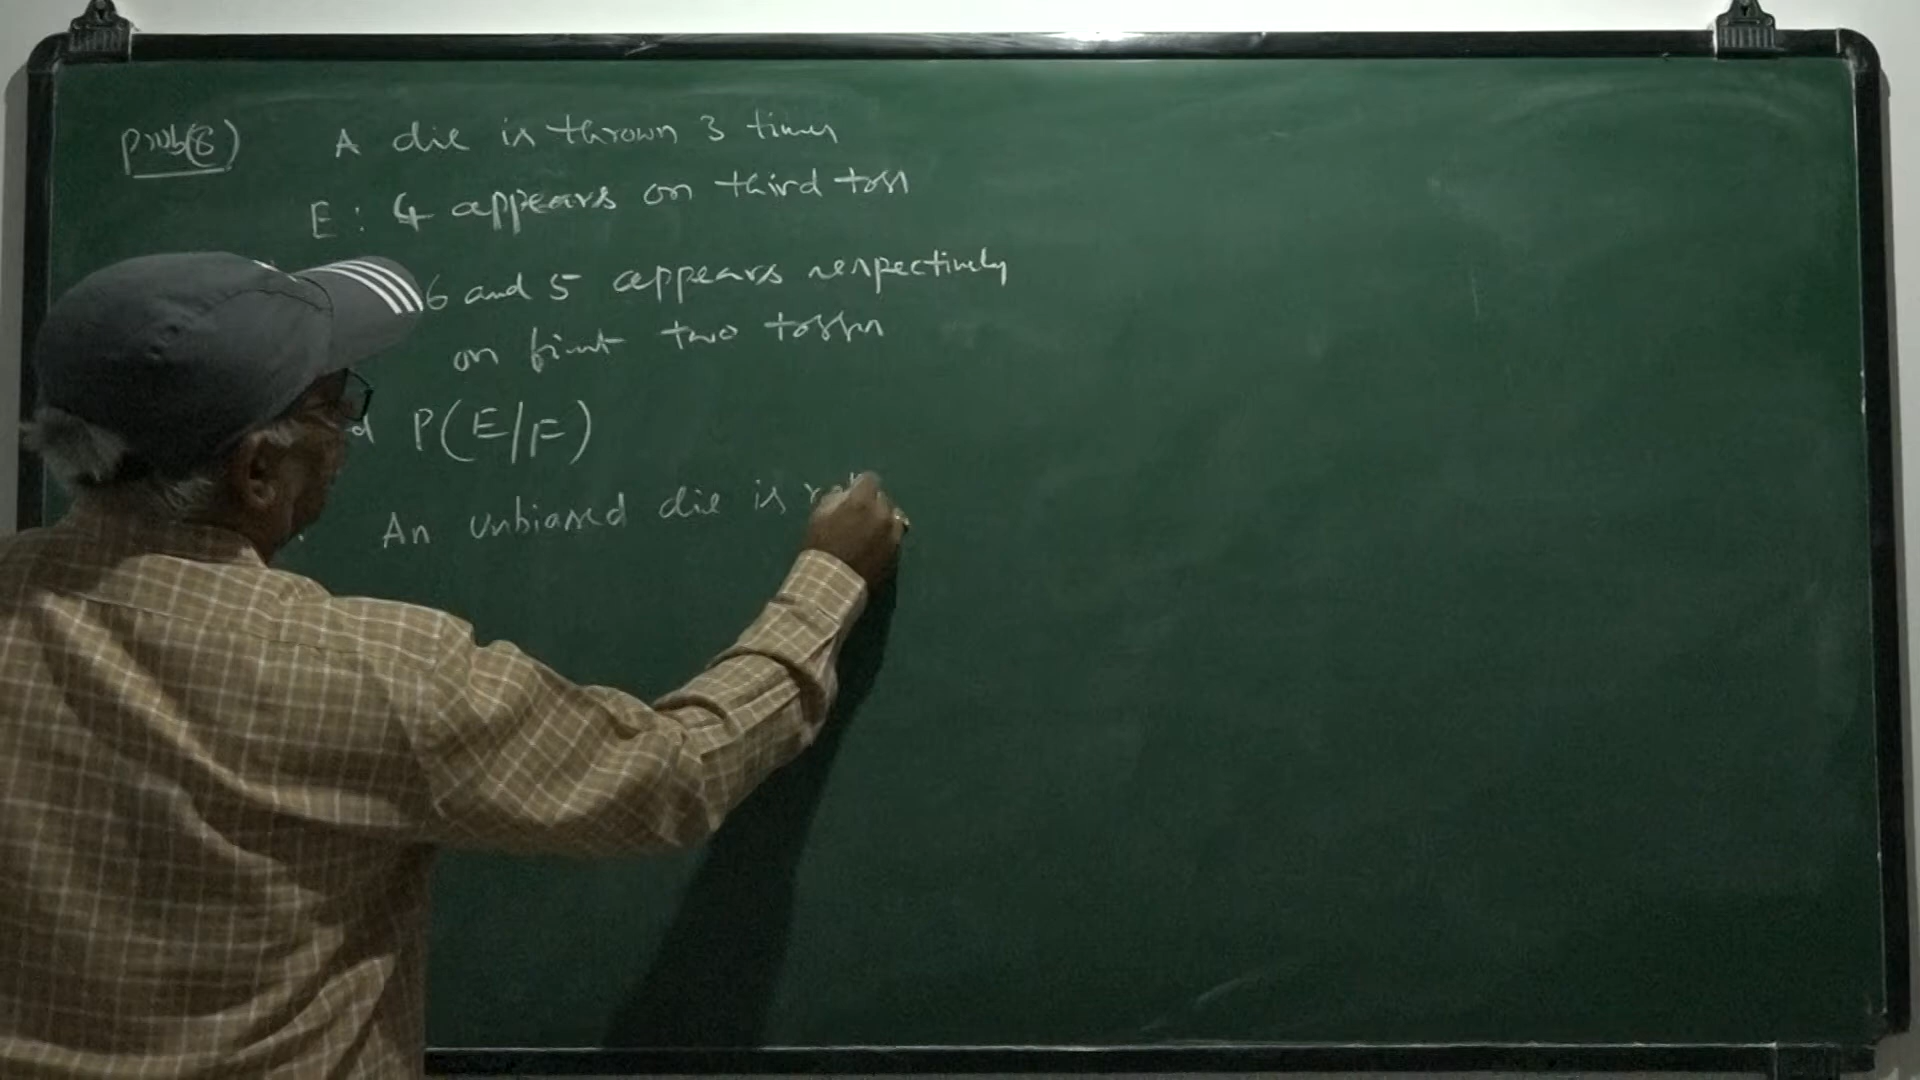 prob(8) A die is thrown 3 times
E : 4 appears on third toss
6 and 5 appears respectively
on first two tosses
d P(E/F)
An unbiased die is